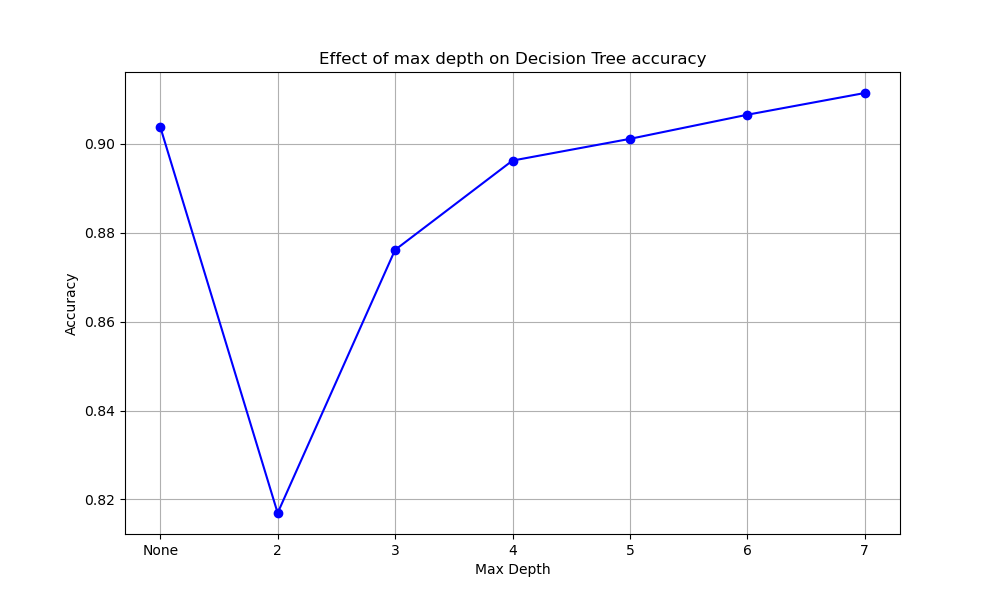 Effect of max depth on Decision Tree accuracy
0.90
0.88
0.86
0.84
0.82
Accuracy
None 2 3 4 5 6 7
Max Depth